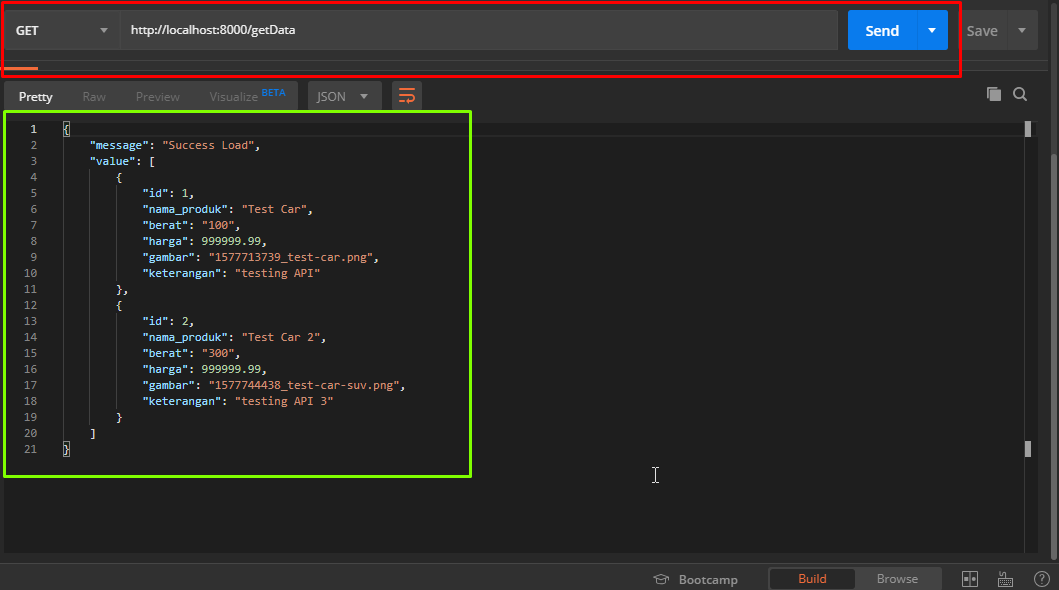 GET http://localhost:8000/getData Send Save
Pretty Raw Preview Visualize BETA JSON
1 {
2 "message": "Success Load",
3 "value": [
4 {
5 "id": 1,
6 "nama_produk": "Test Car",
7 "berat": "100",
8 "harga": 999999.99,
9 "gambar": "1577713739_test-car.png",
10 "keterangan": "testing API"
11 },
12 {
13 "id": 2,
14 "nama_produk": "Test Car 2",
15 "berat": "300",
16 "harga": 999999.99,
17 "gambar": "1577744438_test-car-suv.png",
18 "keterangan": "testing API 3"
19 }
20 ]
21 }
Bootcamp Build Browse